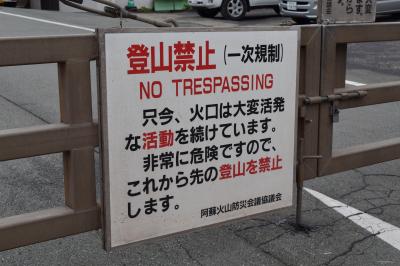 登山禁止 (一次規制)
NO TRESPASSING
只今、火口は大変活発
な活動を続けています。
非常に危険ですので、
これから先の登山を禁止
します。
阿蘇火山防災会議協議会